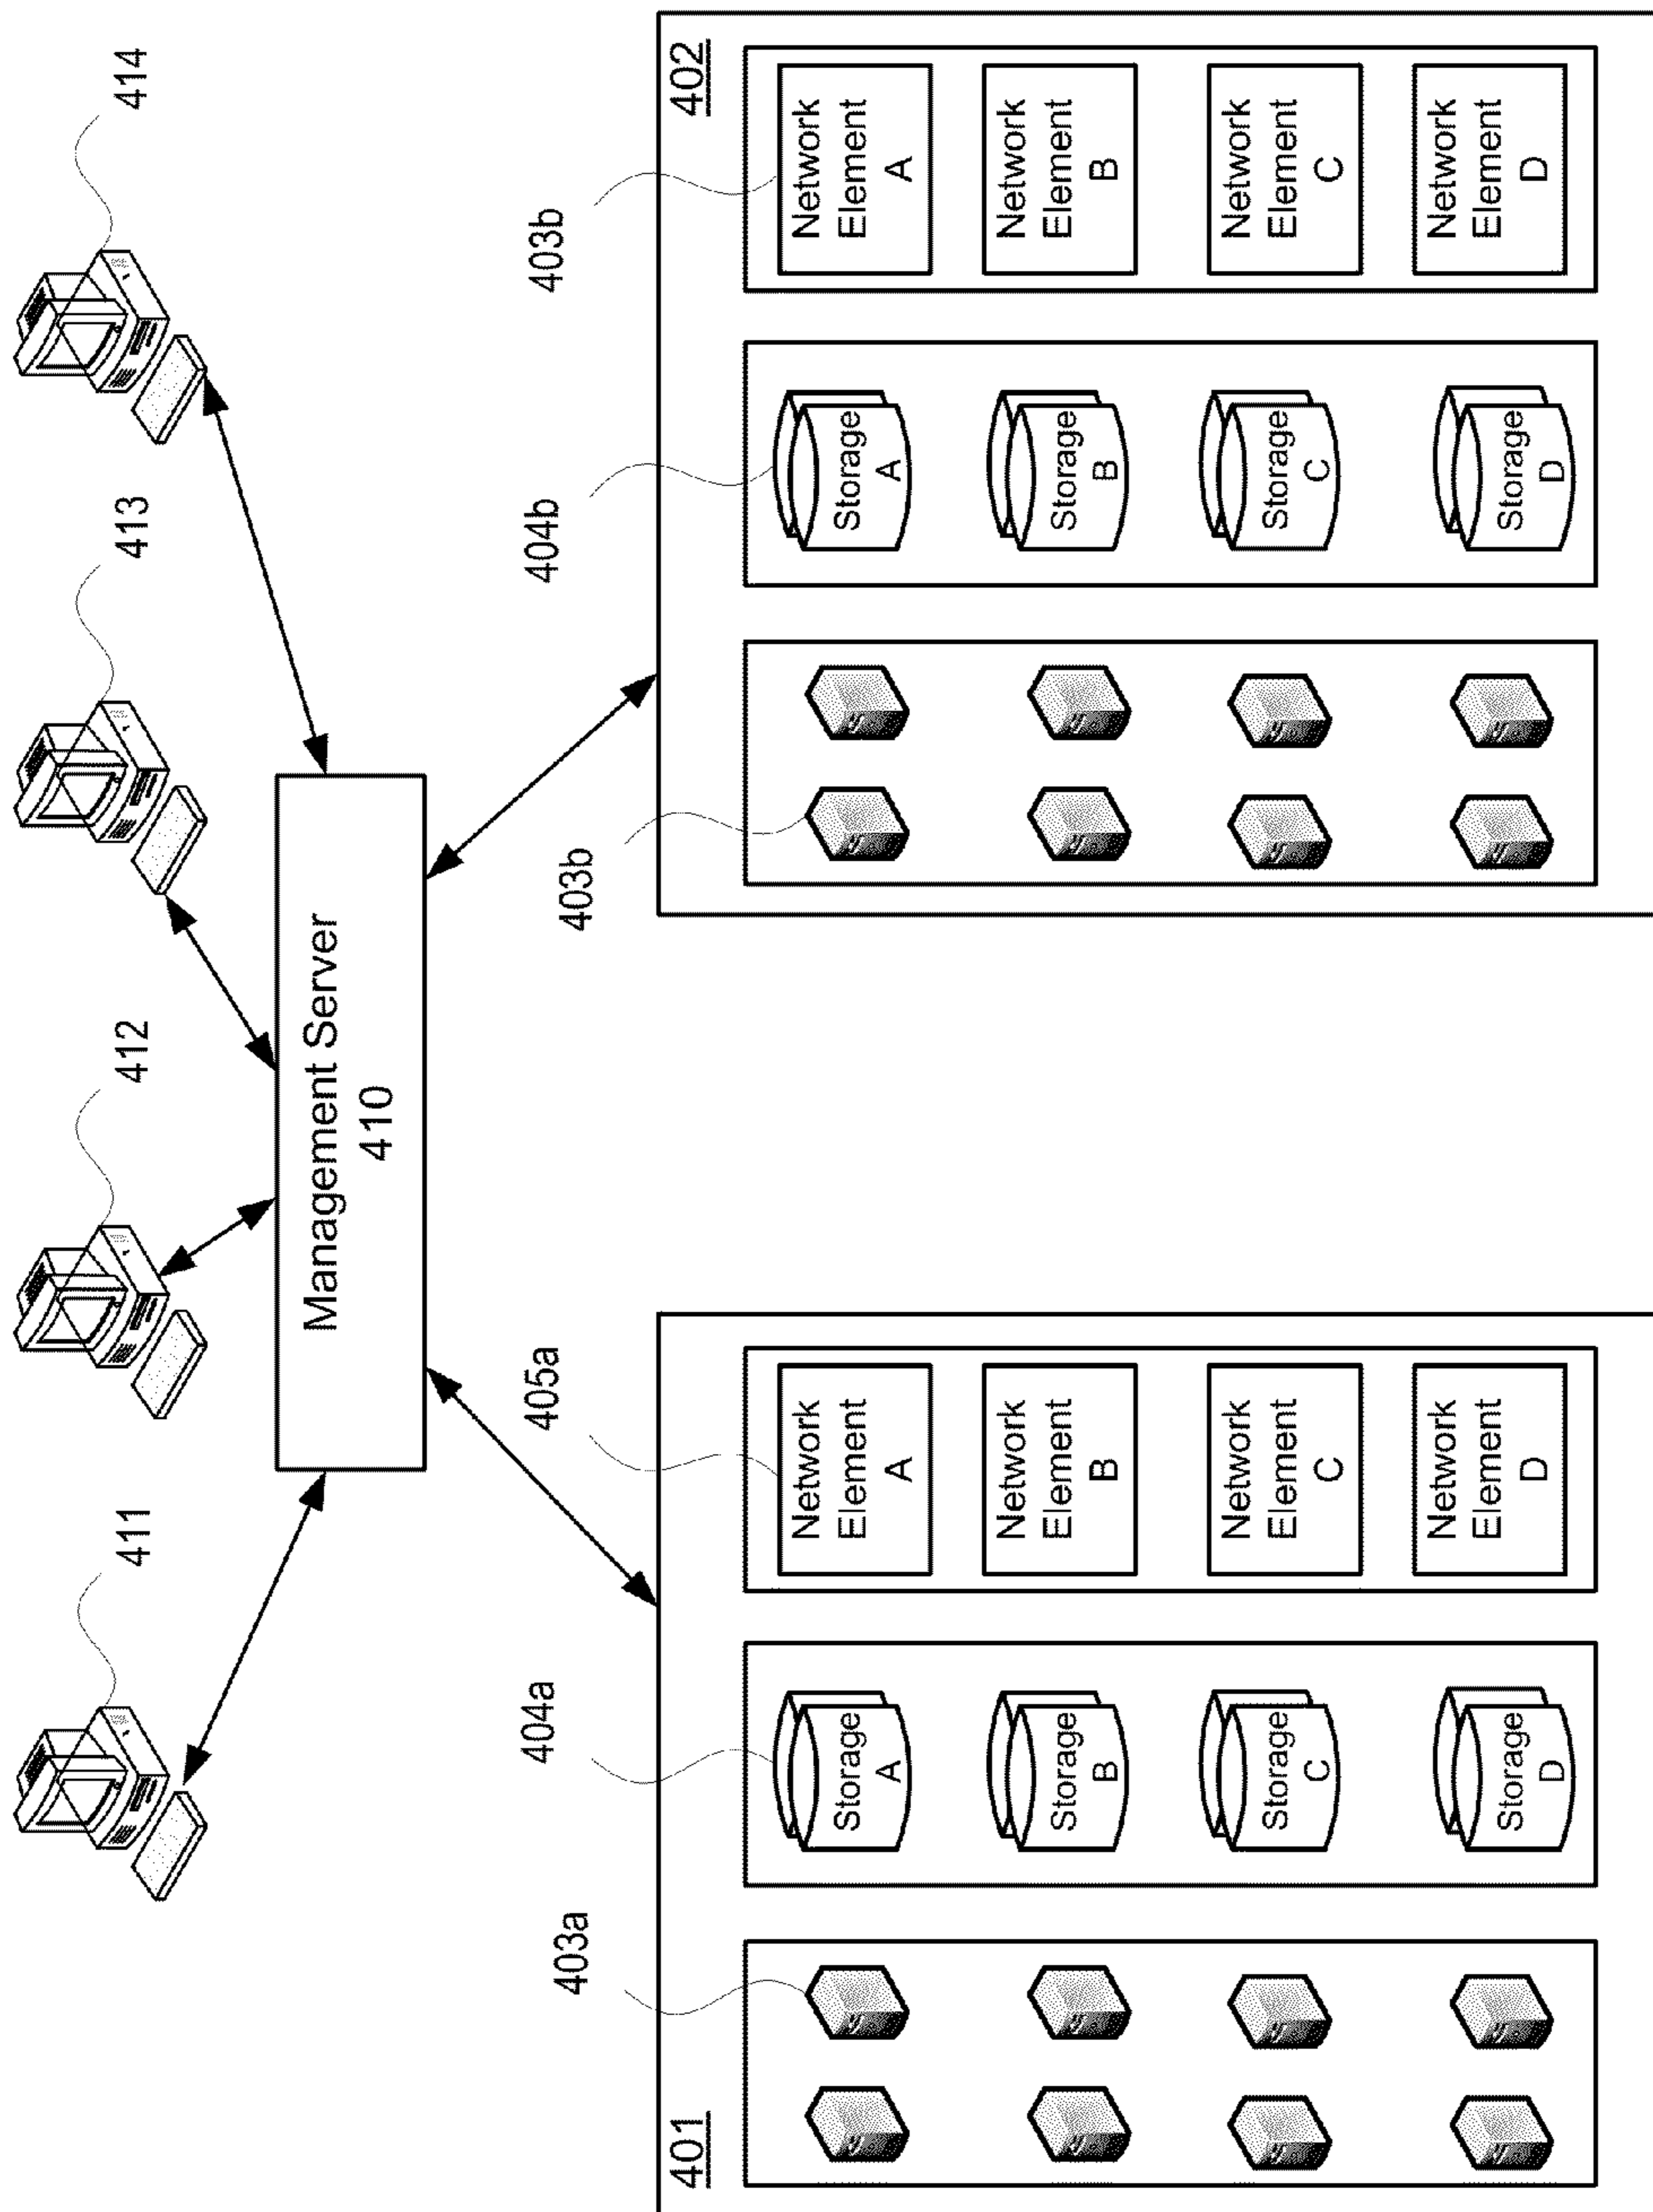 411
412
413
414
Management Server
410
403a
404a
405a
403b
404b
403b
401
Storage
A
Storage
B
Storage
C
Storage
D
Network
Element
A
Network
Element
B
Network
Element
C
Network
Element
D
402
Storage
A
Storage
B
Storage
C
Storage
D
Network
Element
A
Network
Element
B
Network
Element
C
Network
Element
D